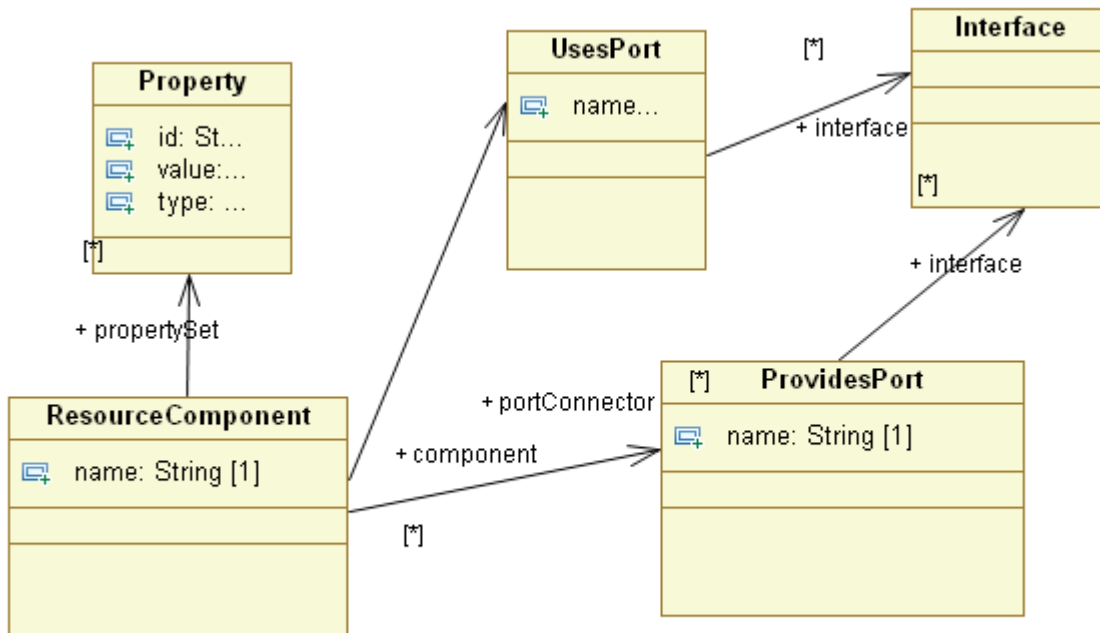 Property
id: St...
value:...
type: ...
[*]
+ propertySet
UsesPort
name...
[*]
+ interface
Interface
[*]
+ interface
ResourceComponent
name: String [1]
+ portConnector
+ component
[*]
[*]
ProvidesPort
name: String [1]